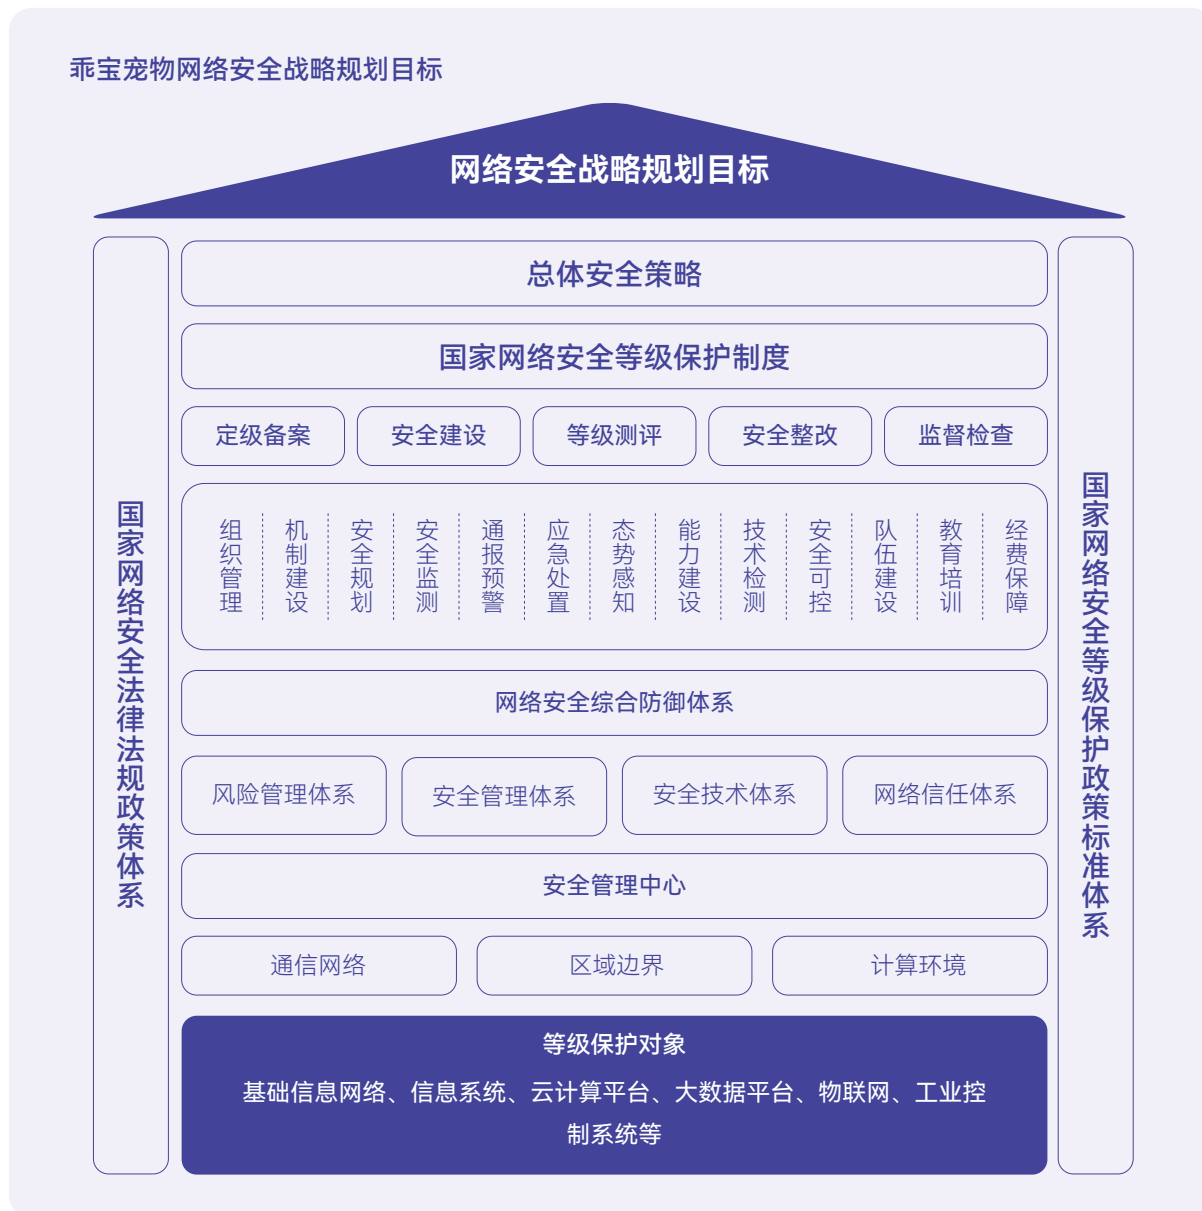 乖宝宠物网络安全战略规划目标
网络安全战略规划目标
国家网络安全法律法规政策体系
总体安全策略
国家网络安全等级保护制度
定级备案
安全建设
等级测评
安全整改
监督检查
组织管理
机制建设
安全规划
安全监测
通报预警
应急处置
态势感知
能力建设
技术检测
安全可控
队伍建设
教育培训
经费保障
网络安全综合防御体系
风险管理体系
安全管理体系
安全技术体系
网络信任体系
安全管理中心
通信网络
区域边界
计算环境
等级保护对象
基础信息网络、信息系统、云计算平台、大数据平台、物联网、工业控
制系统等
国家网络安全等级保护政策标准体系